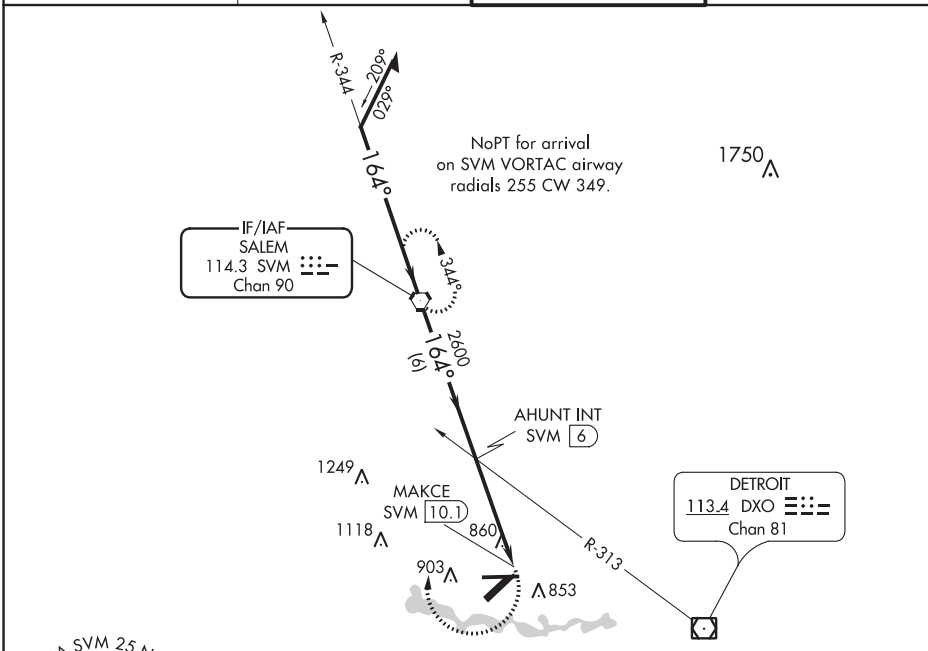 R-344
209°
029°
NoPT for arrival
on SVM VORTAC airway
radials 255 CW 349.
1750
164°
IF/IAF
SALEM
114.3 SVM
Chan 90
344°
2600
164°
(6)
AHUNT INT
SVM 6
1249
MAKCE
SVM 10.1
1118
860
903
853
R-313
DETROIT
113.4 DXO
Chan 81
SVM 25